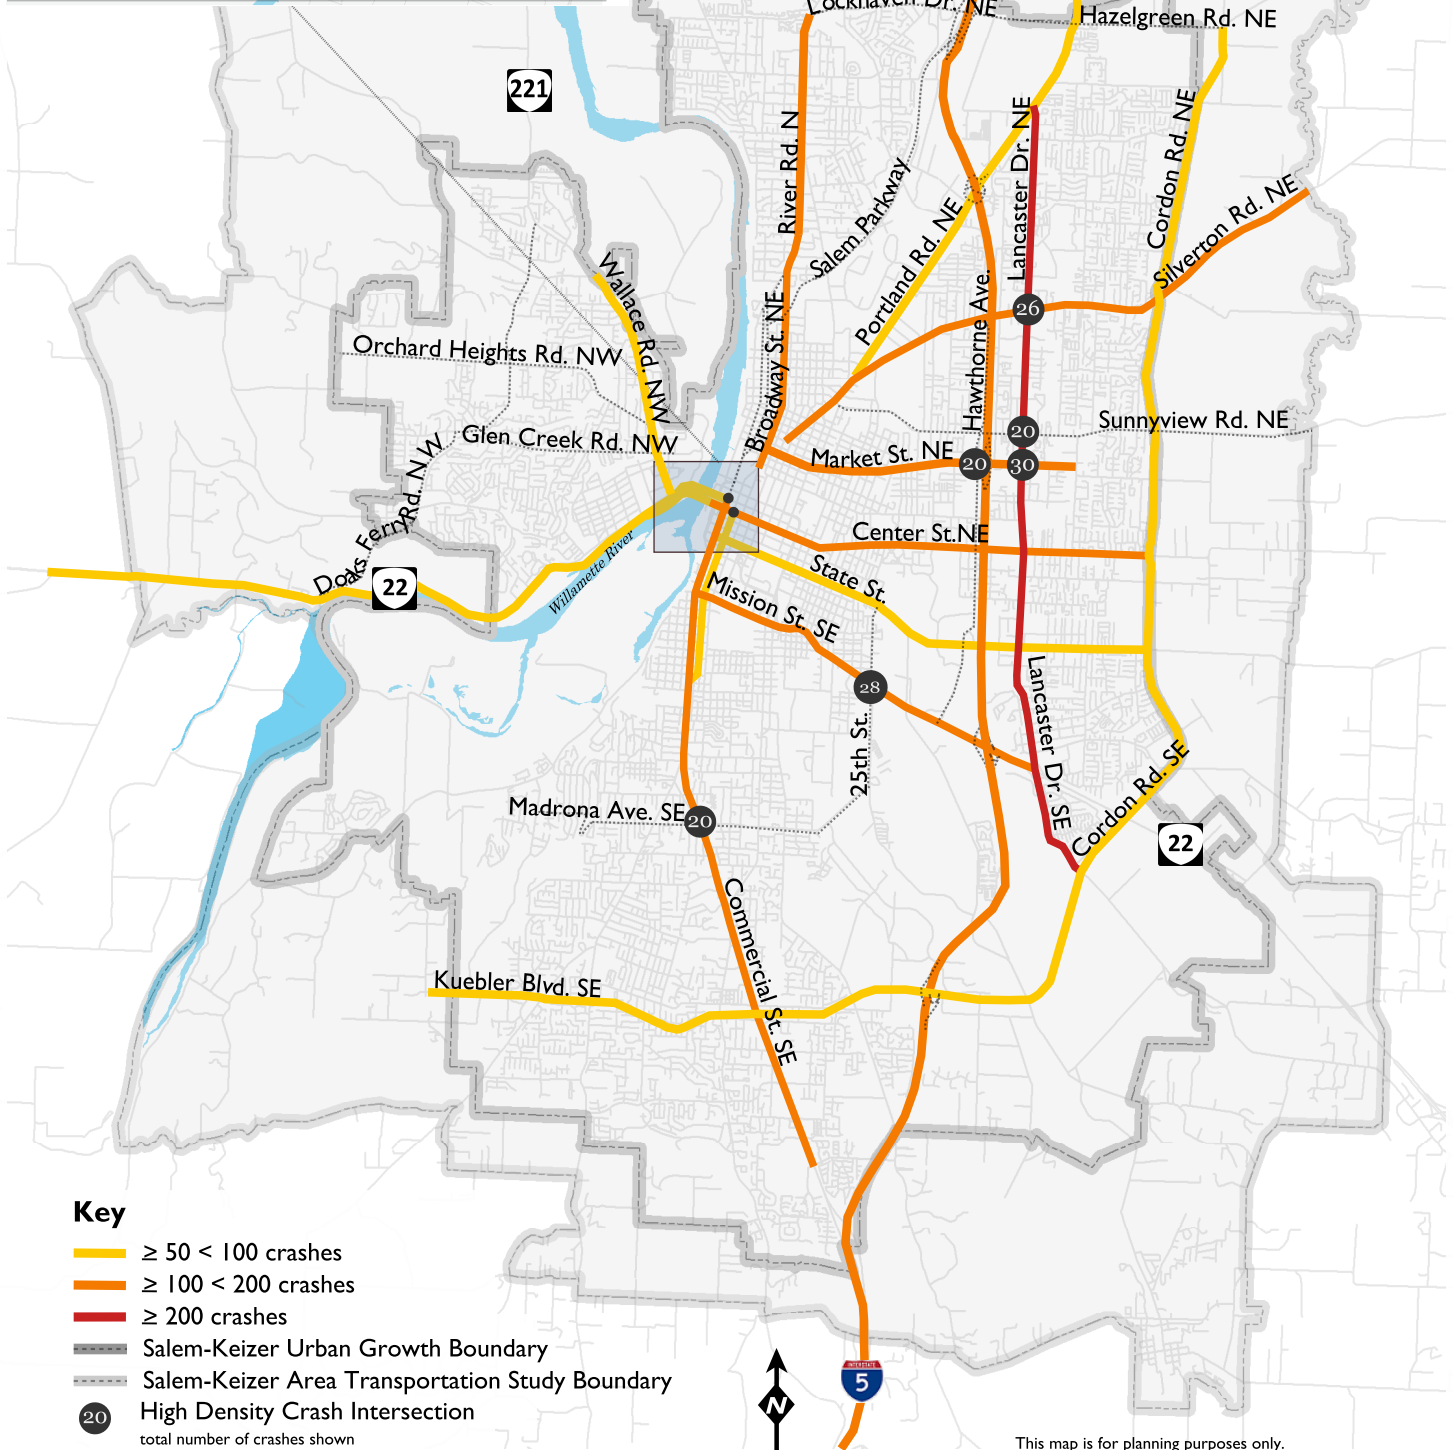 Lockhaven Dr. NE
Hazelgreen Rd. NE
221
River Rd. N
Salem Parkway
Portland Rd. NE
Lancaster Dr. NE
Cordon Rd. NE
Silverton Rd. NE
Wallace Rd. NW
Orchard Heights Rd. NW
Broadway St. NE
Hawthorne Ave.
26
Glen Creek Rd. NW
Sunnyview Rd. NE
20
Market St. NE
20
30
Doaks Ferry Rd. NW
Center St.NE
22
Willamette River
State St.
Mission St. SE
28
25th St.
Lancaster Dr. SE
Cordon Rd. SE
Madrona Ave. SE
20
22
Commercial St. SE
Kuebler Blvd. SE
Key
≥ 50 < 100 crashes
≥ 100 < 200 crashes
≥ 200 crashes
Salem-Keizer Urban Growth Boundary
Salem-Keizer Area Transportation Study Boundary
20
High Density Crash Intersection
total number of crashes shown
INTERSTATE
5
N
This map is for planning purposes only.